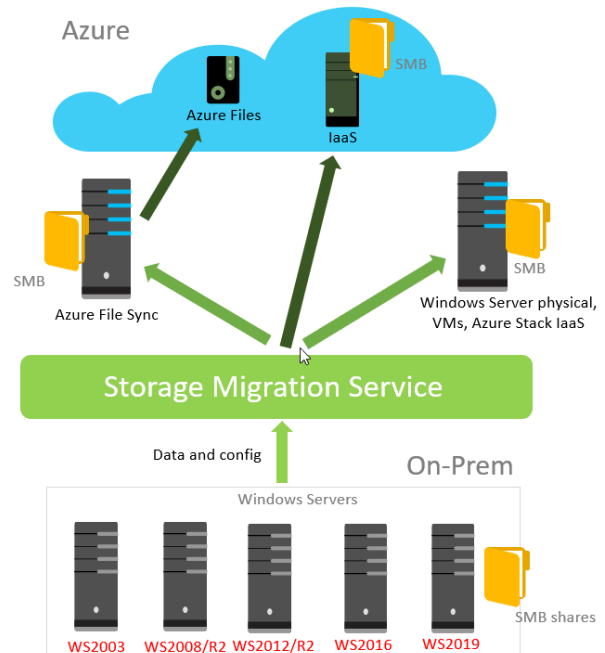 Azure
SMB
Azure Files
IaaS
SMB
Azure File Sync
SMB
Windows Server physical,
VMs, Azure Stack IaaS
Storage Migration Service
Data and config
On-Prem
Windows Servers
SMB shares
WS2003
WS2008/R2
WS2012/R2
WS2016
WS2019